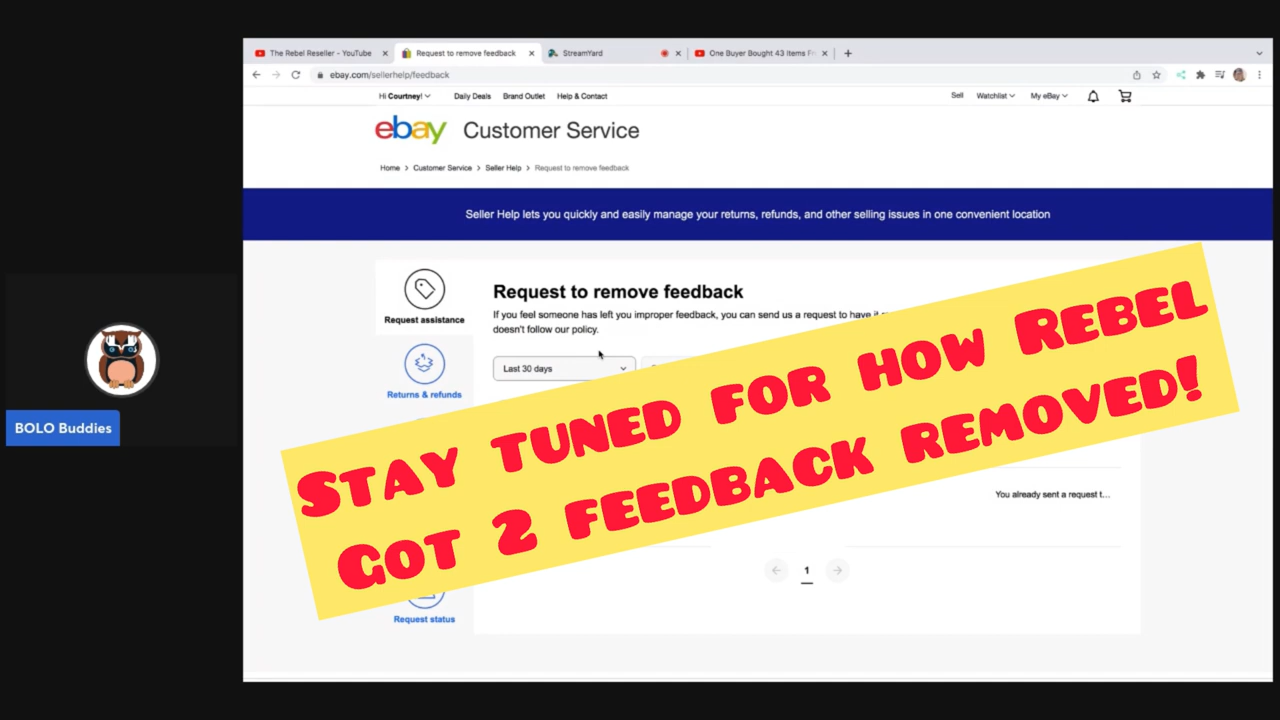 The Rebel Reseller - YouTube
Request to remove feedback
StreamYard
One Buyer Bought 43 Items Fr
ebay.com/sellerhelp/feedback
Hi Courtney!
Daily Deals
Brand Outlet
Help & Contact
Sell
Watchlist
My eBay
ebay Customer Service
Home > Customer Service > Seller Help > Request to remove feedback
Seller Help lets you quickly and easily manage your returns, refunds, and other selling issues in one convenient location
Request assistance
Request to remove feedback
If you feel someone has left you improper feedback, you can send us a request to have it
doesn't follow our policy.
Last 30 days
Returns & refunds
STAY TUNED FOR HOW REBEL
GOT 2 FEEDBACK REMOVED!
BOLO Buddies
You already sent a request t...
1
Request status